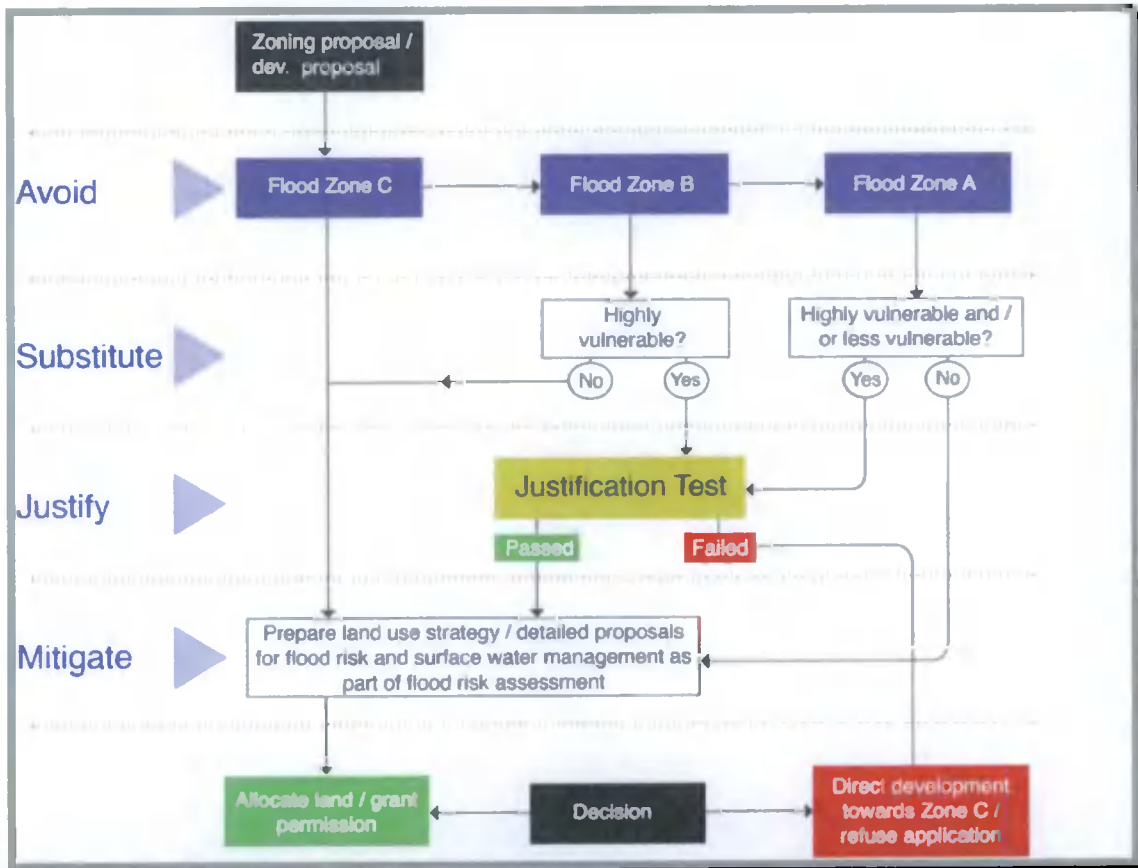 Zoning proposal /
dev. proposal
Avoid
Flood Zone C
Flood Zone B
Flood Zone A
Substitute
Highly
vulnerable?
No
Yes
Highly vulnerable and /
or less vulnerable?
Yes
No
Justify
Justification Test
Passed
Failed
Mitigate
Prepare land use strategy / detailed proposals
for flood risk and surface water management as
part of flood risk assessment
Allocate land / grant
permission
Decision
Direct development
towards Zone C /
refuse application